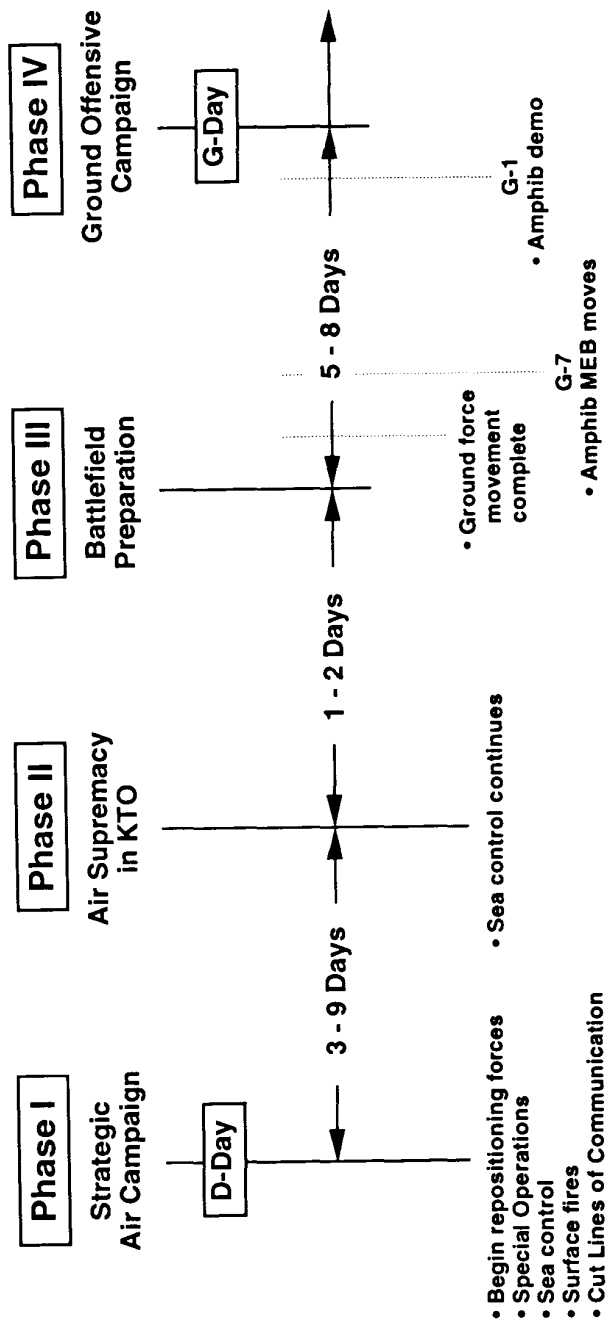 Phase I
Strategic
Air Campaign
D-Day
3 - 9 Days
• Begin repositioning forces
• Special Operations
• Sea control
• Surface fires
• Cut Lines of Communication
Phase II
Air Supremacy
in KTO
1 - 2 Days
• Sea control continues
Phase III
Battlefield
Preparation
5 - 8 Days
• Ground force
movement
complete
G-7
• Amphib MEB moves
Phase IV
Ground Offensive
Campaign
G-Day
G-1
• Amphib demo